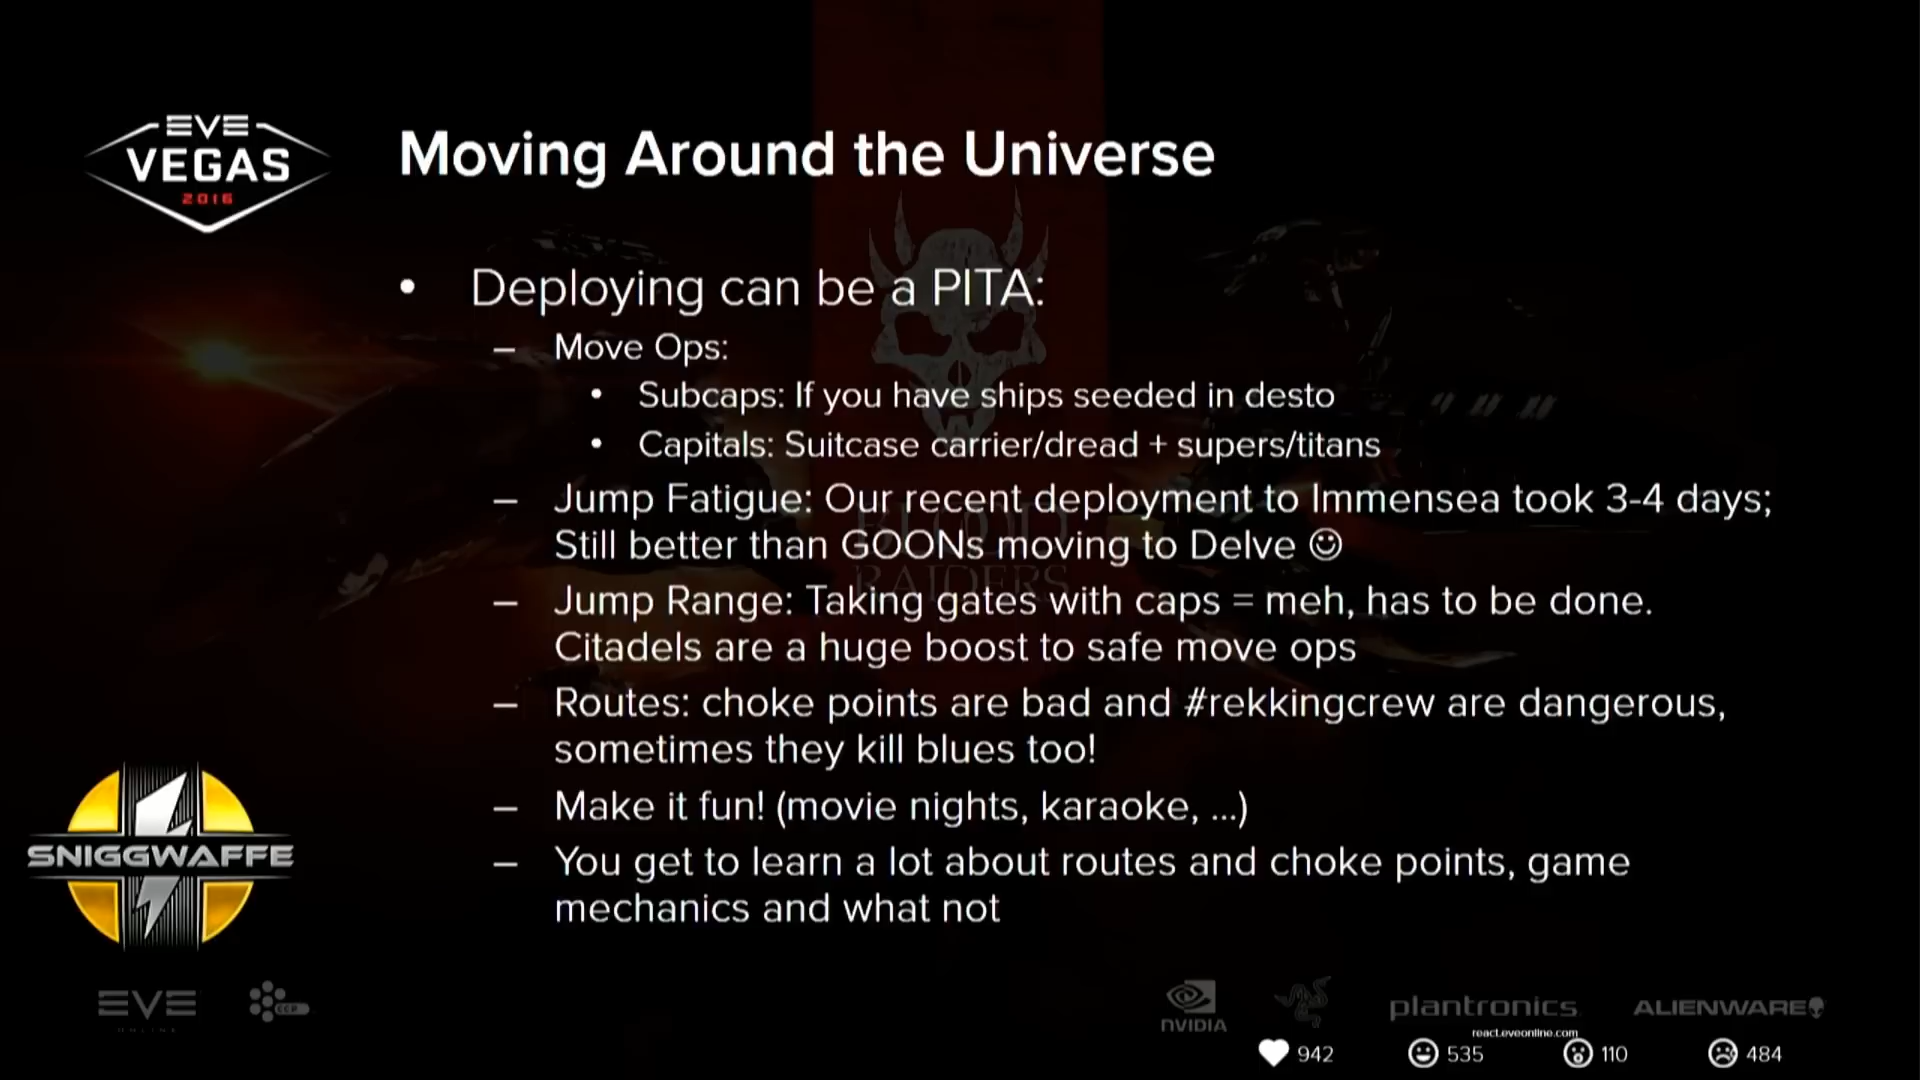 EVE
VEGAS
2016
Moving Around the Universe
• Deploying can be a PITA:
– Move Ops:
• Subcaps: If you have ships seeded in desto
• Capitals: Suitcase carrier/dread + supers/titans
– Jump Fatigue: Our recent deployment to Immensea took 3-4 days;
Still better than GOONs moving to Delve ☺
– Jump Range: Taking gates with caps = meh, has to be done.
Citadels are a huge boost to safe move ops
– Routes: choke points are bad and #rekkingcrew are dangerous,
sometimes they kill blues too!
– Make it fun! (movie nights, karaoke, ...)
– You get to learn a lot about routes and choke points, game
mechanics and what not
BLOOD
RAIDERS
SNIGGWAFFE
EVE
ONLINE
CCP
NVIDIA
plantronics
ALIENWARE
react.eveonline.com
942
535
110
484